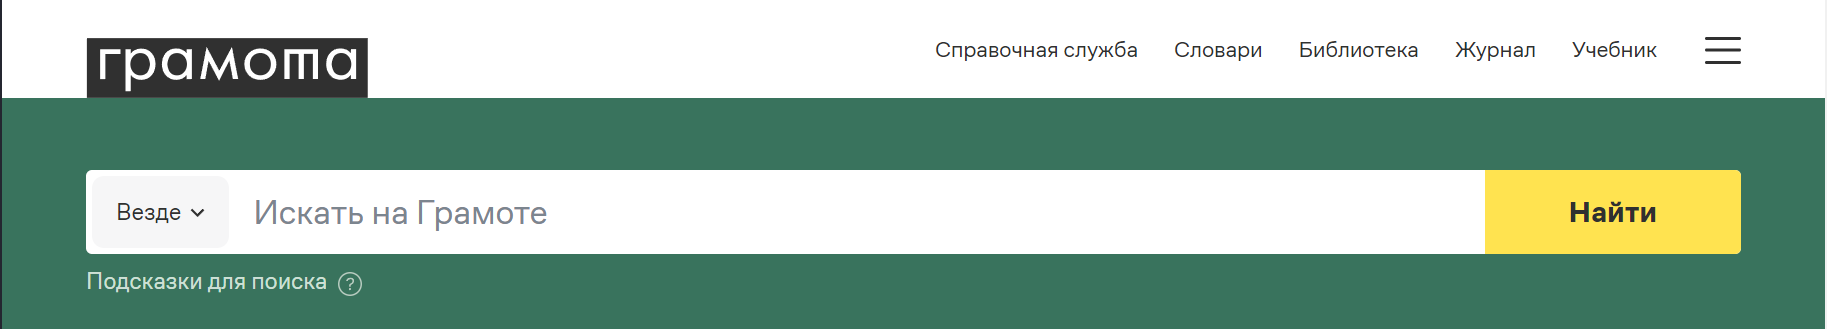 грамота
Справочная служба Словари Библиотека Журнал Учебник
Везде Искать на Грамоте Найти
Подсказки для поиска ?